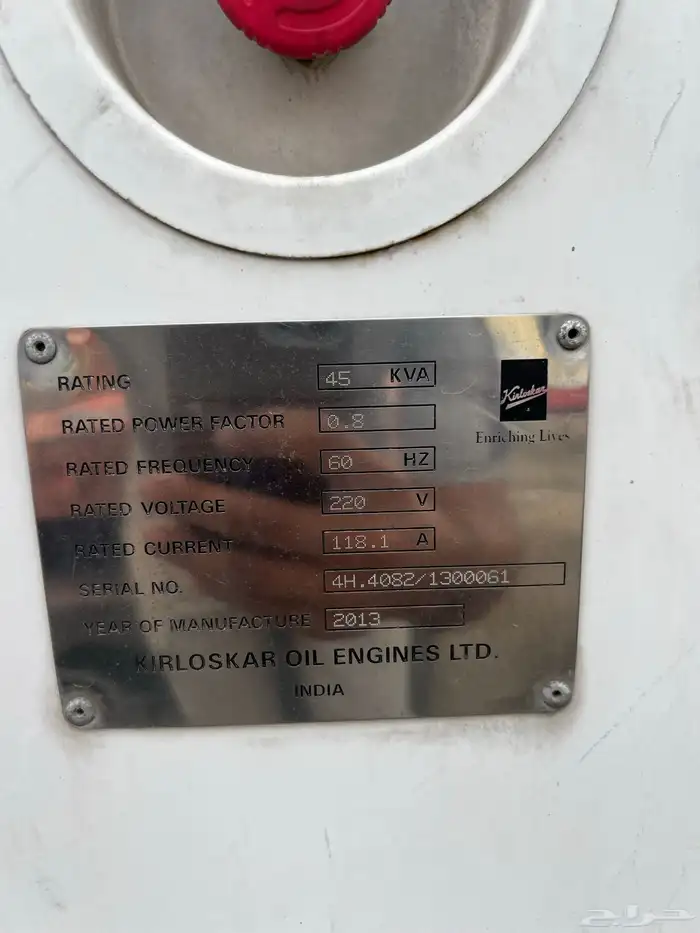 RATING 45 KVA
Kirloskar
RATED POWER FACTOR 0.8
Enriching Lives
RATED FREQUENCY 60 HZ
RATED VOLTAGE 220 V
RATED CURRENT 118.1 A
SERIAL NO. 4H.4082/1300061
YEAR OF MANUFACTURE 2013
KIRLOSKAR OIL ENGINES LTD.
INDIA
حراج